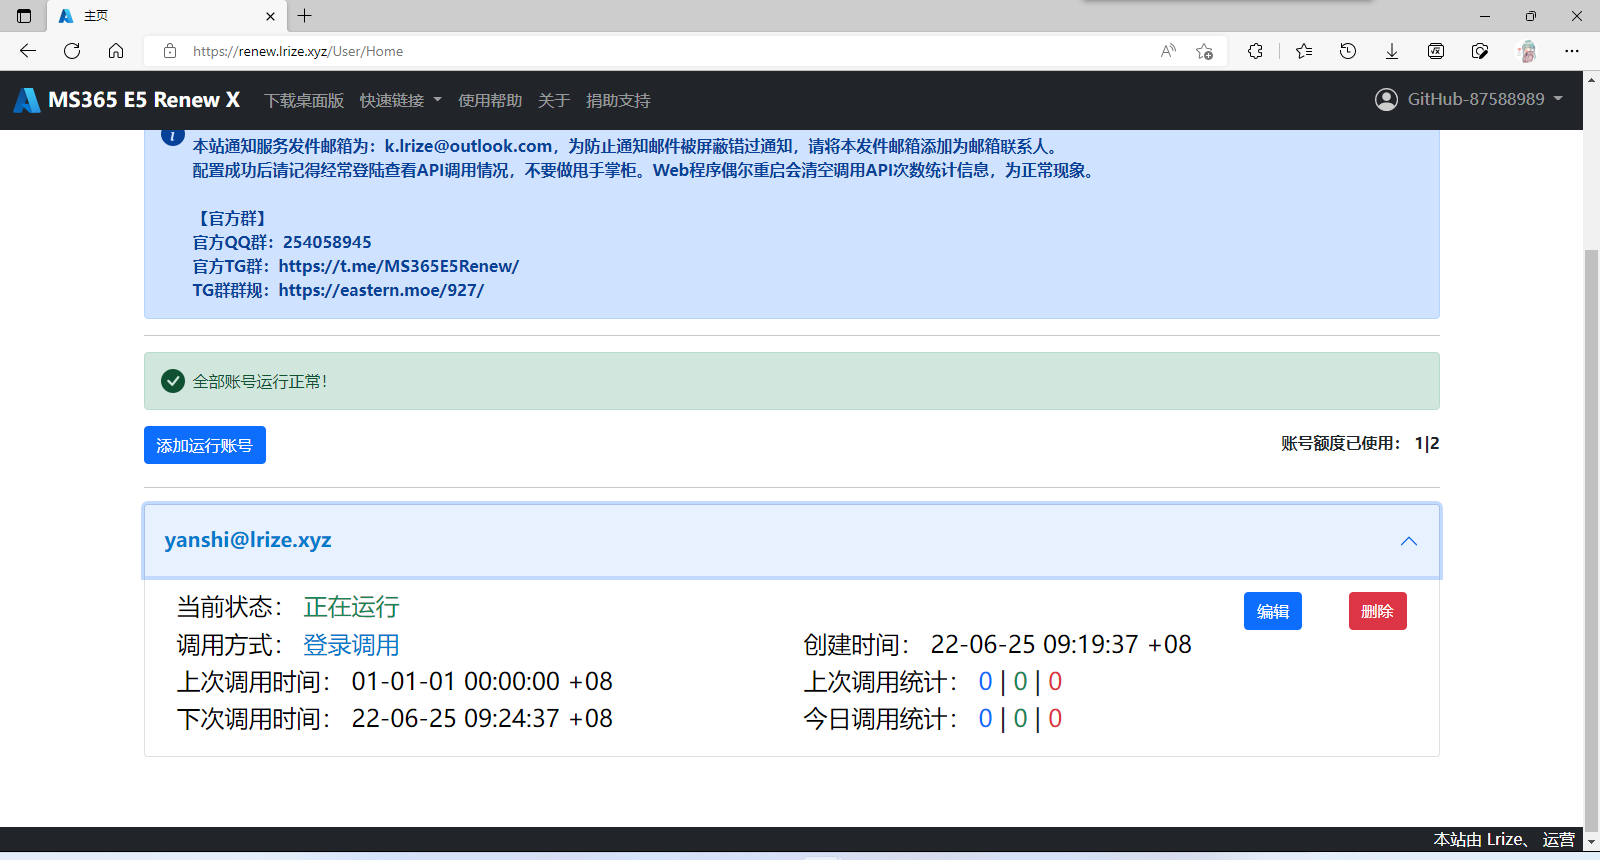 主页
https://renew.lrize.xyz/User/Home
MS365 E5 Renew X 下载桌面版 快速链接 使用帮助 关于 捐助支持 GitHub-87588989
本站通知服务发件邮箱为：k.lrize@outlook.com，为防止通知邮件被屏蔽错过通知，请将本发件邮箱添加为邮箱联系人。
配置成功后请记得经常登陆查看API调用情况，不要做甩手掌柜。Web程序偶尔重启会清空调用API次数统计信息，为正常现象。
【官方群】
官方QQ群：254058945
官方TG群：https://t.me/MS365E5Renew/
TG群群规：https://eastern.moe/927/
全部账号运行正常！
添加运行账号 账号额度已使用： 1|2
yanshi@lrize.xyz
当前状态： 正在运行 编辑 删除
调用方式： 登录调用 创建时间： 22-06-25 09:19:37 +08
上次调用时间： 01-01-01 00:00:00 +08 上次调用统计： 0 | 0 | 0
下次调用时间： 22-06-25 09:24:37 +08 今日调用统计： 0 | 0 | 0
本站由 Lrize、 运营